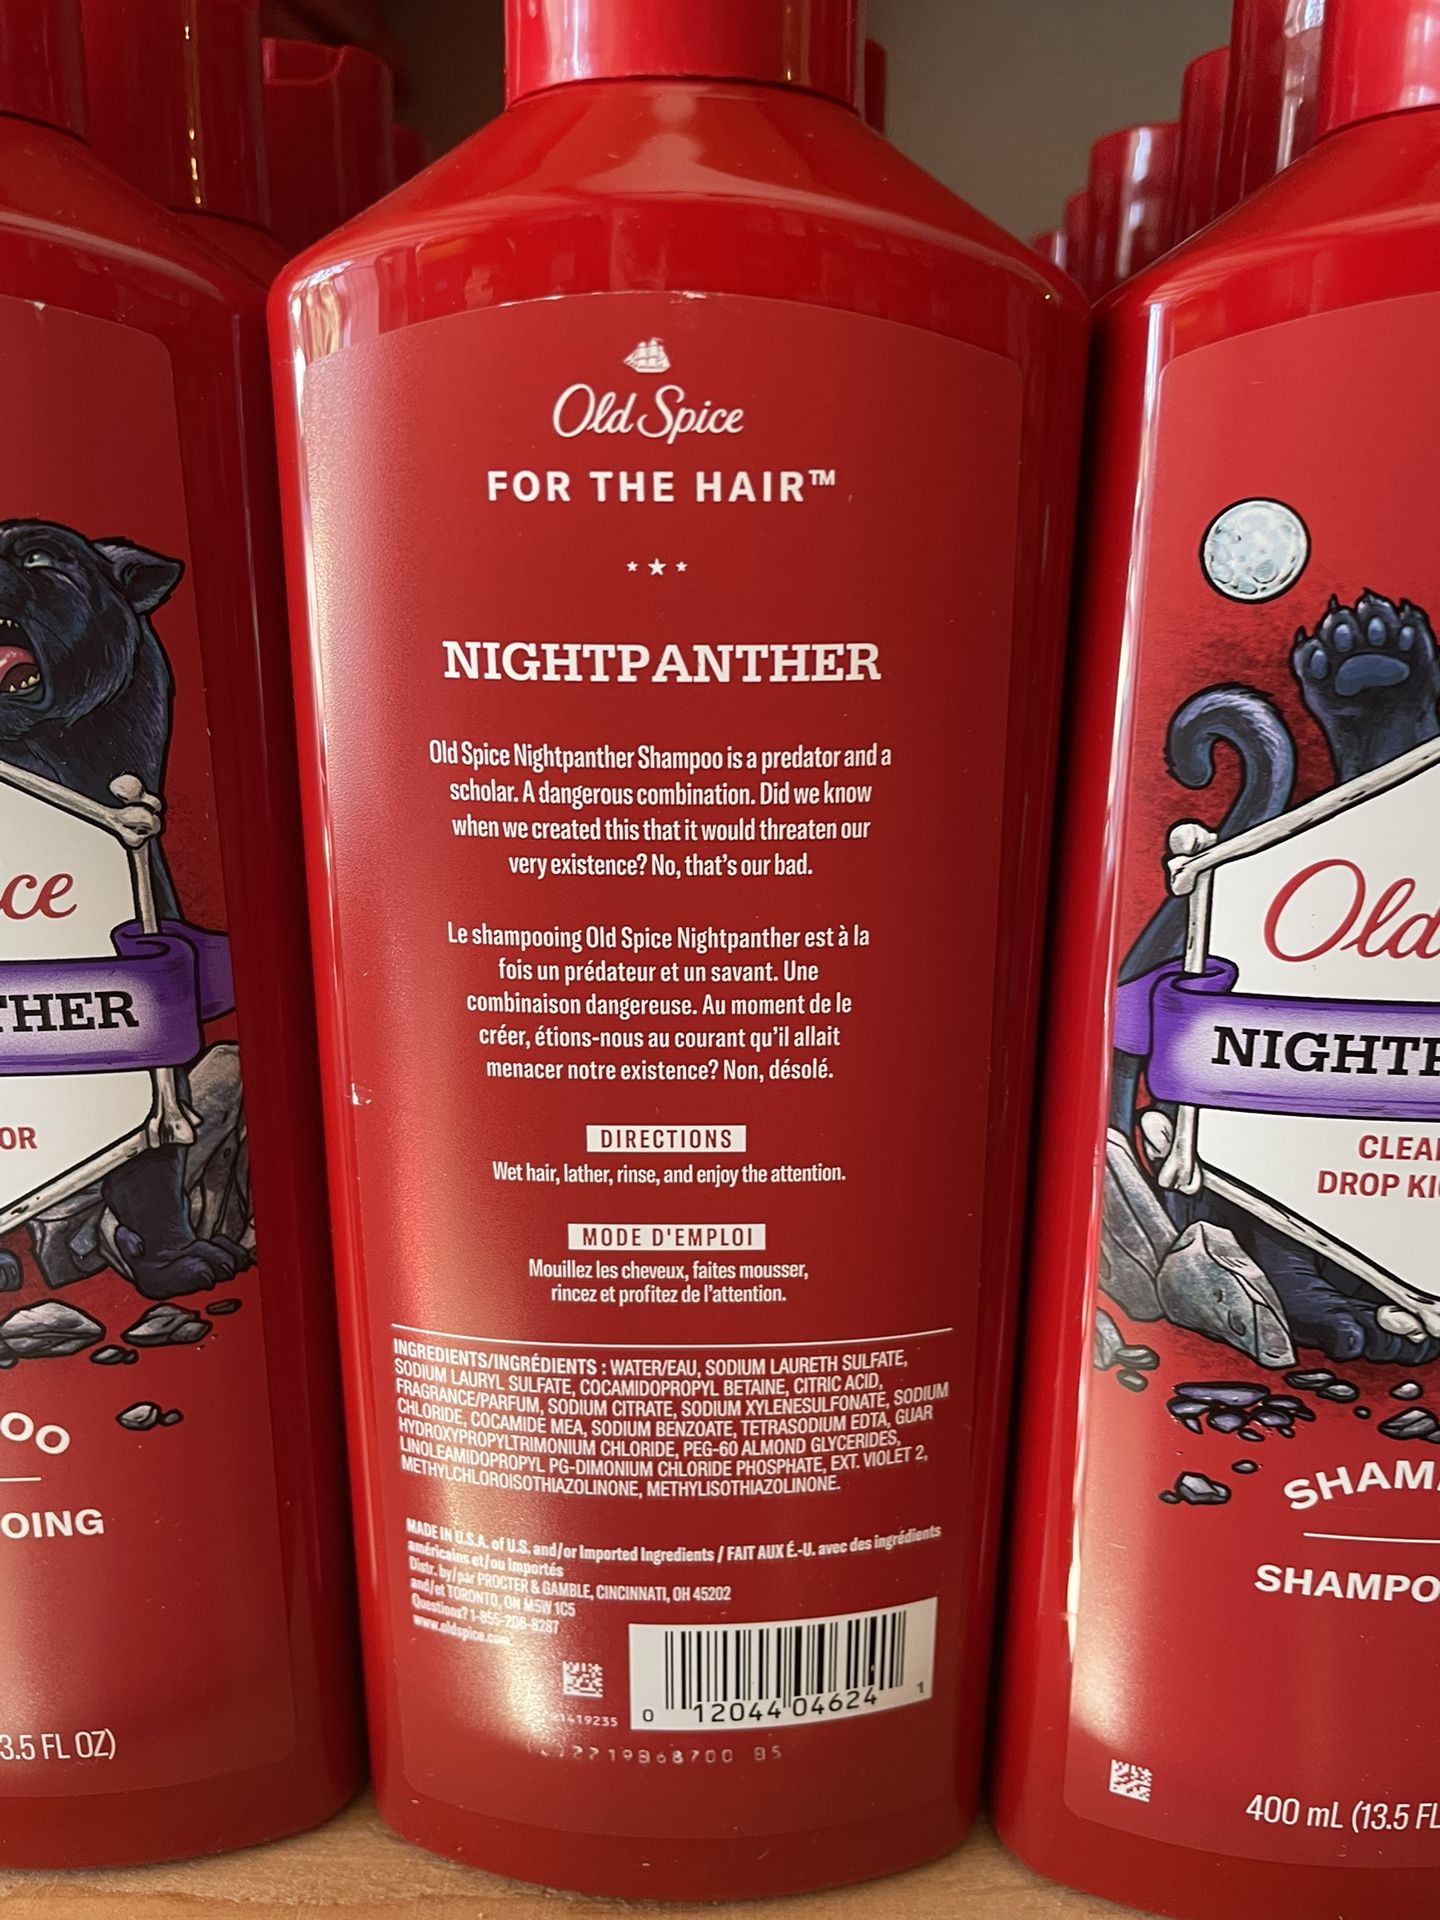 Old Spice
FOR THE HAIR™
NIGHTPANTHER
Old Spice Nightpanther Shampoo is a predator and a
scholar. A dangerous combination. Did we know
when we created this that it would threaten our
very existence? No, that's our bad.
Le shampooing Old Spice Nightpanther est à la
fois un prédateur et un savant. Une
combinaison dangereuse. Au moment de le
créer, étions-nous au courant qu'il allait
menacer notre existence? Non, désolé.
DIRECTIONS
Wet hair, lather, rinse, and enjoy the attention.
MODE D'EMPLOI
Mouillez les cheveux, faites mousser,
rincez et profitez de l'attention.
INGREDIENTS/INGRÉDIENTS : WATER/EAU, SODIUM LAURETH SULFATE,
SODIUM LAURYL SULFATE, COCAMIDOPROPYL BETAINE, CITRIC ACID,
FRAGRANCE/PARFUM, SODIUM CITRATE, SODIUM XYLENESULFONATE, SODIUM
CHLORIDE, COCAMIDE MEA, SODIUM BENZOATE, TETRASODIUM EDTA, GUAR
HYDROXYPROPYLTRIMONIUM CHLORIDE, PEG-60 ALMOND GLYCERIDES,
LINOLEAMIDOPROPYL PG-DIMONIUM CHLORIDE PHOSPHATE, EXT. VIOLET 2,
METHYLCHLOROISOTHIAZOLINONE, METHYLISOTHIAZOLINONE.
MADE IN U.S.A. of U.S. and/or Imported Ingredients / FAIT AUX É.-U. avec des ingrédients
américains et/ou importés
Distr. by/par PROCTER & GAMBLE, CINCINNATI, OH 45202
and/et TORONTO, ON M5W 1C5
Questions? 1-855-208-8287
www.oldspice.com
0 12044 04624 1
ce
THER
OR
OO
OING
3.5 FL OZ)
Old
NIGHTP
CLEA
DROP KI
SHAM
SHAMPO
400 mL (13.5 FL